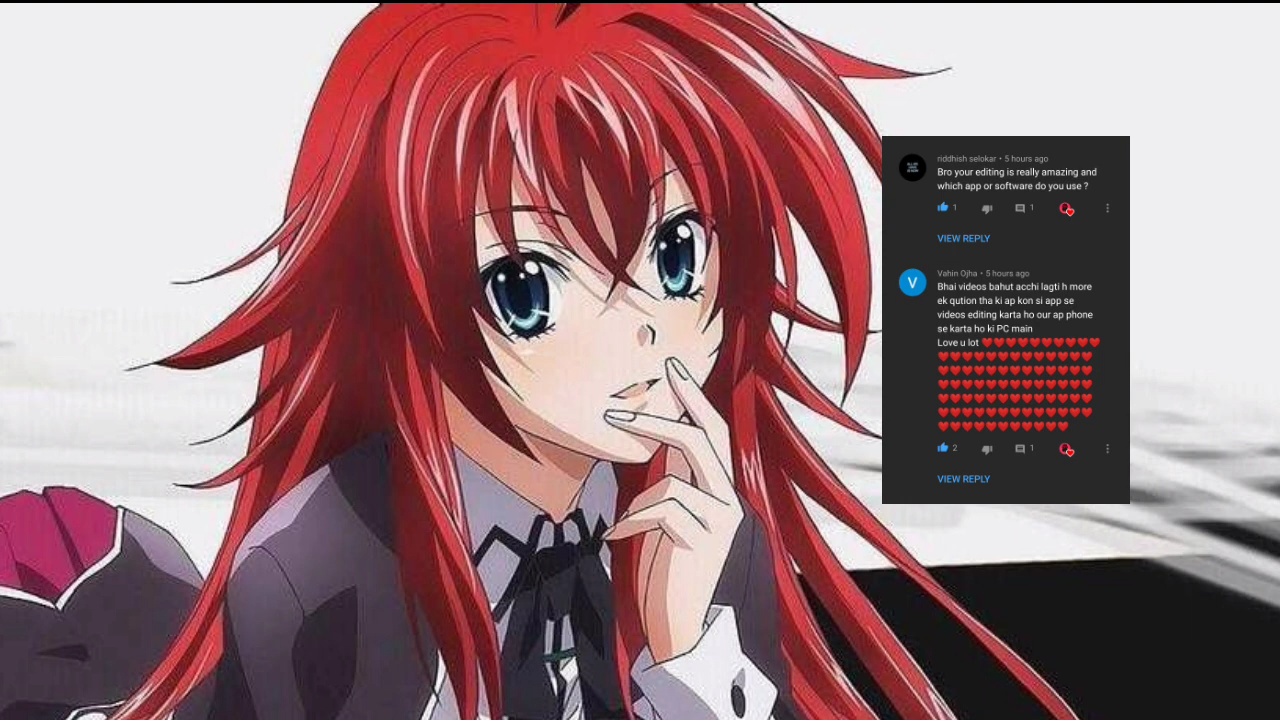 riddhish selokar • 5 hours ago
Bro your editing is really amazing and
which app or software do you use ?
1
1
VIEW REPLY
V
Vahin Ojha • 5 hours ago
Bhai videos bahut acchi lagti h more
ek qution tha ki ap kon si app se
videos editing karta ho our ap phone
se karta ho ki PC main
Love u lot ❤❤❤❤❤❤❤❤❤❤
❤❤❤❤❤❤❤❤❤❤❤❤❤
❤❤❤❤❤❤❤❤❤❤❤❤❤
❤❤❤❤❤❤❤❤❤❤❤❤❤
❤❤❤❤❤❤❤❤❤❤❤❤❤
❤❤❤❤❤❤❤❤❤❤❤❤❤
❤❤❤❤❤❤❤❤❤❤❤
2
1
VIEW REPLY